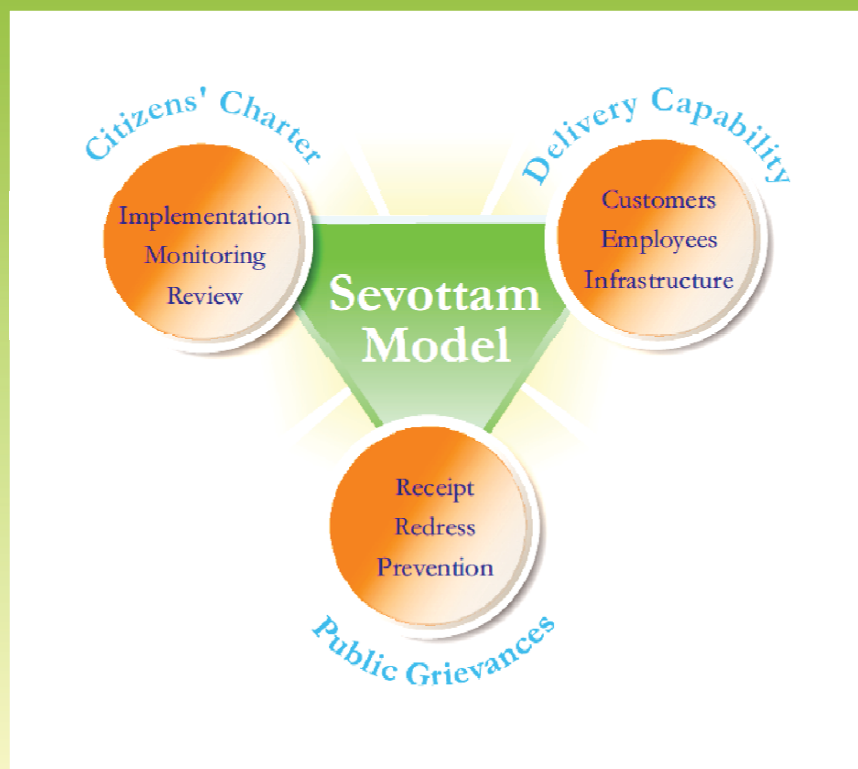 Citizens' Charter
Implementation
Monitoring
Review
Delivery Capability
Customers
Employees
Infrastructure
Sevottam
Model
Receipt
Redress
Prevention
Public Grievances